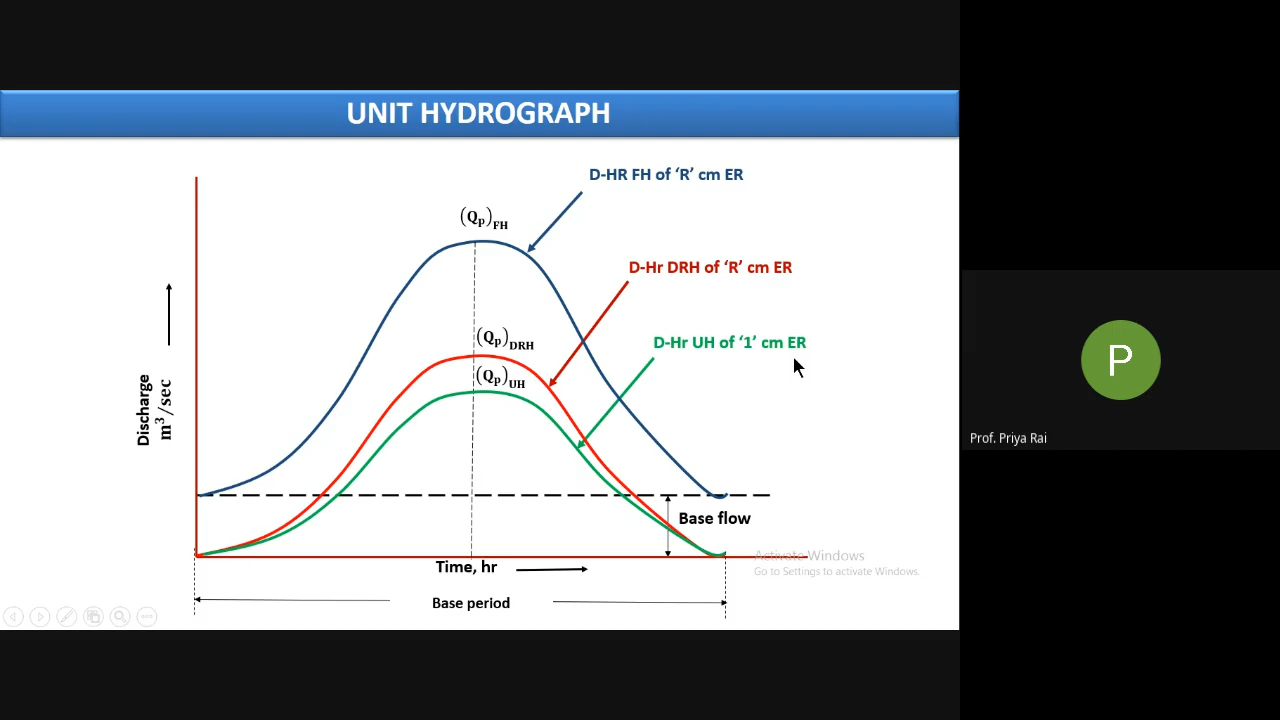 UNIT HYDROGRAPH
D-HR FH of ‘R’ cm ER
(Qp)FH
D-Hr DRH of ‘R’ cm ER
(Qp)DRH
D-Hr UH of ‘1’ cm ER
(Qp)UH
Discharge
m³/sec
Base flow
Time, hr
Base period
Activate Windows
Go to Settings to activate Windows.
P
Prof. Priya Rai